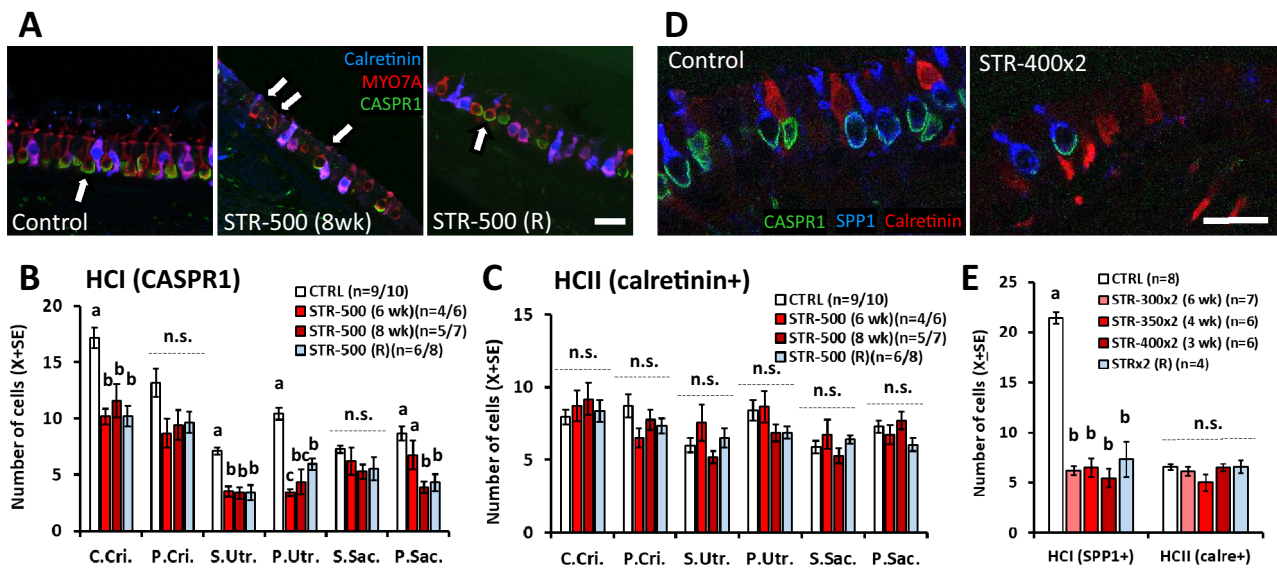 A
Calretinin
MYO7A
CASPR1
Control
STR-500 (8wk)
STR-500 (R)
D
Control
STR-400x2
CASPR1 SPP1 Calretinin
B HCI (CASPR1)
Number of cells (X+SE)
20
15
10
5
0
CTRL (n=9/10)
STR-500 (6 wk)(n=4/6)
STR-500 (8 wk)(n=5/7)
STR-500 (R)(n=6/8)
a
b b b
n.s.
a
b b b
a
c bc b
n.s.
a a
b b
C.Cri. P.Cri. S.Utr. P.Utr. S.Sac. P.Sac.
C HCII (calretinin+)
Number of cells (X+SE)
15
10
5
0
CTRL (n=9/10)
STR-500 (6 wk)(n=4/6)
STR-500 (8 wk)(n=5/7)
STR-500 (R)(n=6/8)
n.s. n.s. n.s. n.s. n.s. n.s.
C.Cri. P.Cri. S.Utr. P.Utr. S.Sac. P.Sac.
E
Number of cells (X+SE)
25
20
15
10
5
0
CTRL (n=8)
STR-300x2 (6 wk) (n=7)
STR-350x2 (4 wk) (n=6)
STR-400x2 (3 wk) (n=6)
STRx2 (R) (n=4)
a
b b b b
n.s.
HCI (SPP1+) HCII (calre+)